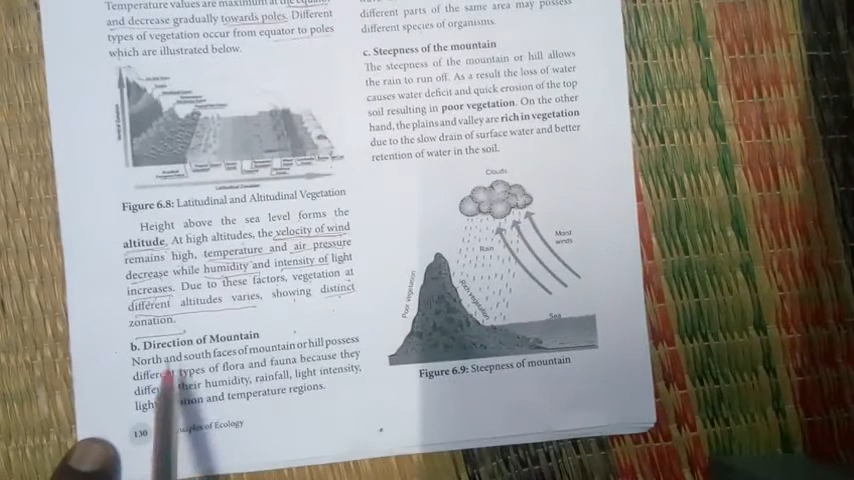 Temperature values are maximum at the equator
and decrease gradually towards poles. Different
types of vegetation occur from equator to poles
which are illustrated below.
Figure 6.8: Latitudinal and Altitudinal Vegetation
Height above the sea level forms the
altitude. At high altitudes, the velocity of wind
remains high, temperature and air pressure
decrease while humidity and intensity of light
increases. Due to these factors, vegetation at
different altitudes varies, showing distinct
zonation.
b. Direction of Mountain
North and south faces of mountain or hill possess
different types of flora and fauna because they
their humidity, rainfall, light intensity,
light and temperature regions.
130
of Ecology
different parts of the same area may possess
different species of organisms.
c. Steepness of the mountain
The steepness of the mountain or hill allows
the rain to run off. As a result the loss of water
causes water deficit and quick erosion of the top
soil resulting in poor vegetation. On the other
hand, the plains and valley are rich in vegetation
due to the slow drain of surface water and better
retention of water in the soil.
Clouds
Rain
Moist
winds
Poor vegetation
Rich vegetation
Sea
Figure 6.9: Steepness of mountain